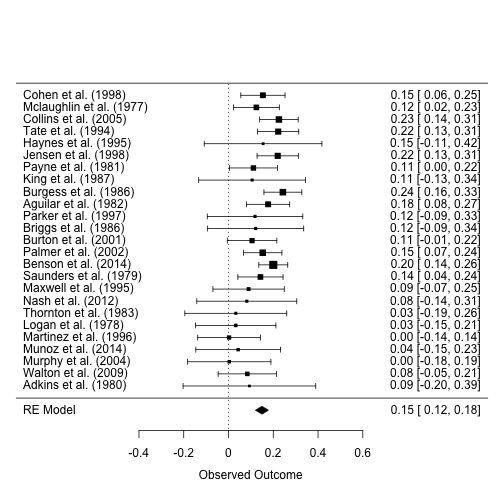 Cohen et al. (1998) 0.15 [ 0.06, 0.25]
Mclaughlin et al. (1977) 0.12 [ 0.02, 0.23]
Collins et al. (2005) 0.23 [ 0.14, 0.31]
Tate et al. (1994) 0.22 [ 0.13, 0.31]
Haynes et al. (1995) 0.15 [-0.11, 0.42]
Jensen et al. (1998) 0.22 [ 0.13, 0.31]
Payne et al. (1981) 0.11 [ 0.00, 0.22]
King et al. (1987) 0.11 [-0.13, 0.34]
Burgess et al. (1986) 0.24 [ 0.16, 0.33]
Aguilar et al. (1982) 0.18 [ 0.08, 0.27]
Parker et al. (1997) 0.12 [-0.09, 0.33]
Briggs et al. (1986) 0.12 [-0.09, 0.34]
Burton et al. (2001) 0.11 [-0.01, 0.22]
Palmer et al. (2002) 0.15 [ 0.07, 0.24]
Benson et al. (2014) 0.20 [ 0.14, 0.26]
Saunders et al. (1979) 0.14 [ 0.04, 0.24]
Maxwell et al. (1995) 0.09 [-0.07, 0.25]
Nash et al. (2012) 0.08 [-0.14, 0.31]
Thornton et al. (1983) 0.03 [-0.19, 0.26]
Logan et al. (1978) 0.03 [-0.15, 0.21]
Martinez et al. (1996) 0.00 [-0.14, 0.14]
Munoz et al. (2014) 0.04 [-0.15, 0.23]
Murphy et al. (2004) 0.00 [-0.18, 0.19]
Walton et al. (2009) 0.08 [-0.05, 0.21]
Adkins et al. (1980) 0.09 [-0.20, 0.39]
RE Model 0.15 [ 0.12, 0.18]
-0.4 -0.2 0 0.2 0.4 0.6
Observed Outcome